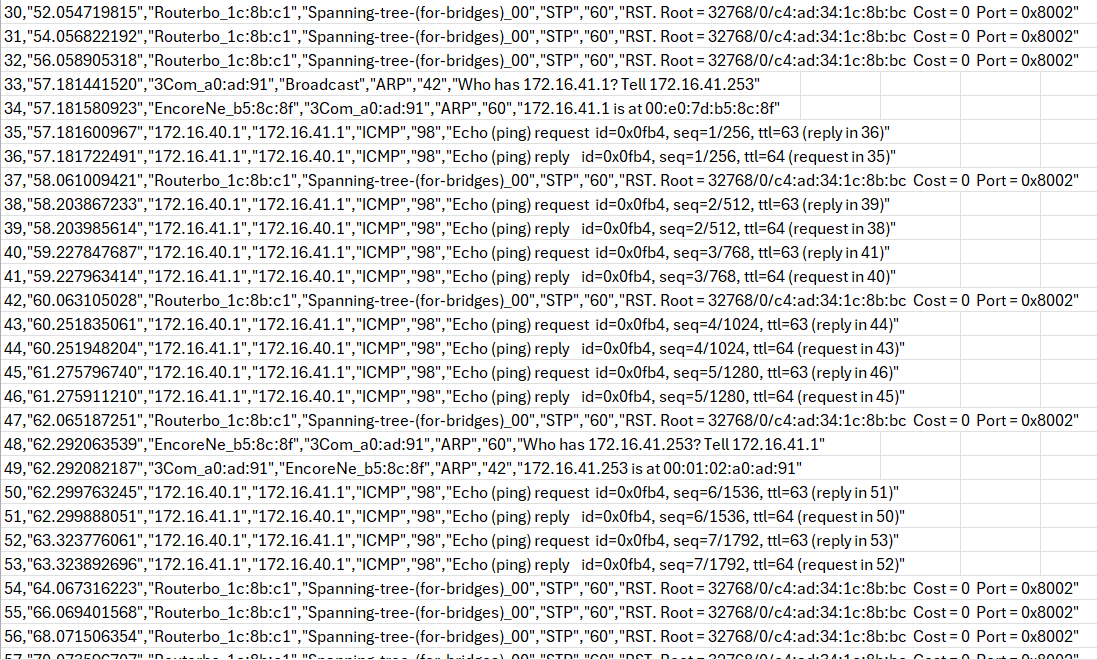 30,"52.054719815","Routerbo_1c:8b:c1","Spanning-tree-(for-bridges)_00","STP","60","RST. Root = 32768/0/c4:ad:34:1c:8b:bc Cost = 0 Port = 0x8002"
31,"54.056822192","Routerbo_1c:8b:c1","Spanning-tree-(for-bridges)_00","STP","60","RST. Root = 32768/0/c4:ad:34:1c:8b:bc Cost = 0 Port = 0x8002"
32,"56.058905318","Routerbo_1c:8b:c1","Spanning-tree-(for-bridges)_00","STP","60","RST. Root = 32768/0/c4:ad:34:1c:8b:bc Cost = 0 Port = 0x8002"
33,"57.181441520","3Com_a0:ad:91","Broadcast","ARP","42","Who has 172.16.41.1? Tell 172.16.41.253"
34,"57.181580923","EncoreNe_b5:8c:8f","3Com_a0:ad:91","ARP","60","172.16.41.1 is at 00:e0:7d:b5:8c:8f"
35,"57.181600967","172.16.40.1","172.16.41.1","ICMP","98","Echo (ping) request id=0x0fb4, seq=1/256, ttl=63 (reply in 36)"
36,"57.181722491","172.16.41.1","172.16.40.1","ICMP","98","Echo (ping) reply id=0x0fb4, seq=1/256, ttl=64 (request in 35)"
37,"58.061009421","Routerbo_1c:8b:c1","Spanning-tree-(for-bridges)_00","STP","60","RST. Root = 32768/0/c4:ad:34:1c:8b:bc Cost = 0 Port = 0x8002"
38,"58.203867233","172.16.40.1","172.16.41.1","ICMP","98","Echo (ping) request id=0x0fb4, seq=2/512, ttl=63 (reply in 39)"
39,"58.203985614","172.16.41.1","172.16.40.1","ICMP","98","Echo (ping) reply id=0x0fb4, seq=2/512, ttl=64 (request in 38)"
40,"59.227847687","172.16.40.1","172.16.41.1","ICMP","98","Echo (ping) request id=0x0fb4, seq=3/768, ttl=63 (reply in 41)"
41,"59.227963414","172.16.41.1","172.16.40.1","ICMP","98","Echo (ping) reply id=0x0fb4, seq=3/768, ttl=64 (request in 40)"
42,"60.063105028","Routerbo_1c:8b:c1","Spanning-tree-(for-bridges)_00","STP","60","RST. Root = 32768/0/c4:ad:34:1c:8b:bc Cost = 0 Port = 0x8002"
43,"60.251835061","172.16.40.1","172.16.41.1","ICMP","98","Echo (ping) request id=0x0fb4, seq=4/1024, ttl=63 (reply in 44)"
44,"60.251948204","172.16.41.1","172.16.40.1","ICMP","98","Echo (ping) reply id=0x0fb4, seq=4/1024, ttl=64 (request in 43)"
45,"61.275796740","172.16.40.1","172.16.41.1","ICMP","98","Echo (ping) request id=0x0fb4, seq=5/1280, ttl=63 (reply in 46)"
46,"61.275911210","172.16.41.1","172.16.40.1","ICMP","98","Echo (ping) reply id=0x0fb4, seq=5/1280, ttl=64 (request in 45)"
47,"62.065187251","Routerbo_1c:8b:c1","Spanning-tree-(for-bridges)_00","STP","60","RST. Root = 32768/0/c4:ad:34:1c:8b:bc Cost = 0 Port = 0x8002"
48,"62.292063539","EncoreNe_b5:8c:8f","3Com_a0:ad:91","ARP","60","Who has 172.16.41.253? Tell 172.16.41.1"
49,"62.292082187","3Com_a0:ad:91","EncoreNe_b5:8c:8f","ARP","42","172.16.41.253 is at 00:01:02:a0:ad:91"
50,"62.299763245","172.16.40.1","172.16.41.1","ICMP","98","Echo (ping) request id=0x0fb4, seq=6/1536, ttl=63 (reply in 51)"
51,"62.299888051","172.16.41.1","172.16.40.1","ICMP","98","Echo (ping) reply id=0x0fb4, seq=6/1536, ttl=64 (request in 50)"
52,"63.323776061","172.16.40.1","172.16.41.1","ICMP","98","Echo (ping) request id=0x0fb4, seq=7/1792, ttl=63 (reply in 53)"
53,"63.323892696","172.16.41.1","172.16.40.1","ICMP","98","Echo (ping) reply id=0x0fb4, seq=7/1792, ttl=64 (request in 52)"
54,"64.067316223","Routerbo_1c:8b:c1","Spanning-tree-(for-bridges)_00","STP","60","RST. Root = 32768/0/c4:ad:34:1c:8b:bc Cost = 0 Port = 0x8002"
55,"66.069401568","Routerbo_1c:8b:c1","Spanning-tree-(for-bridges)_00","STP","60","RST. Root = 32768/0/c4:ad:34:1c:8b:bc Cost = 0 Port = 0x8002"
56,"68.071506354","Routerbo_1c:8b:c1","Spanning-tree-(for-bridges)_00","STP","60","RST. Root = 32768/0/c4:ad:34:1c:8b:bc Cost = 0 Port = 0x8002"